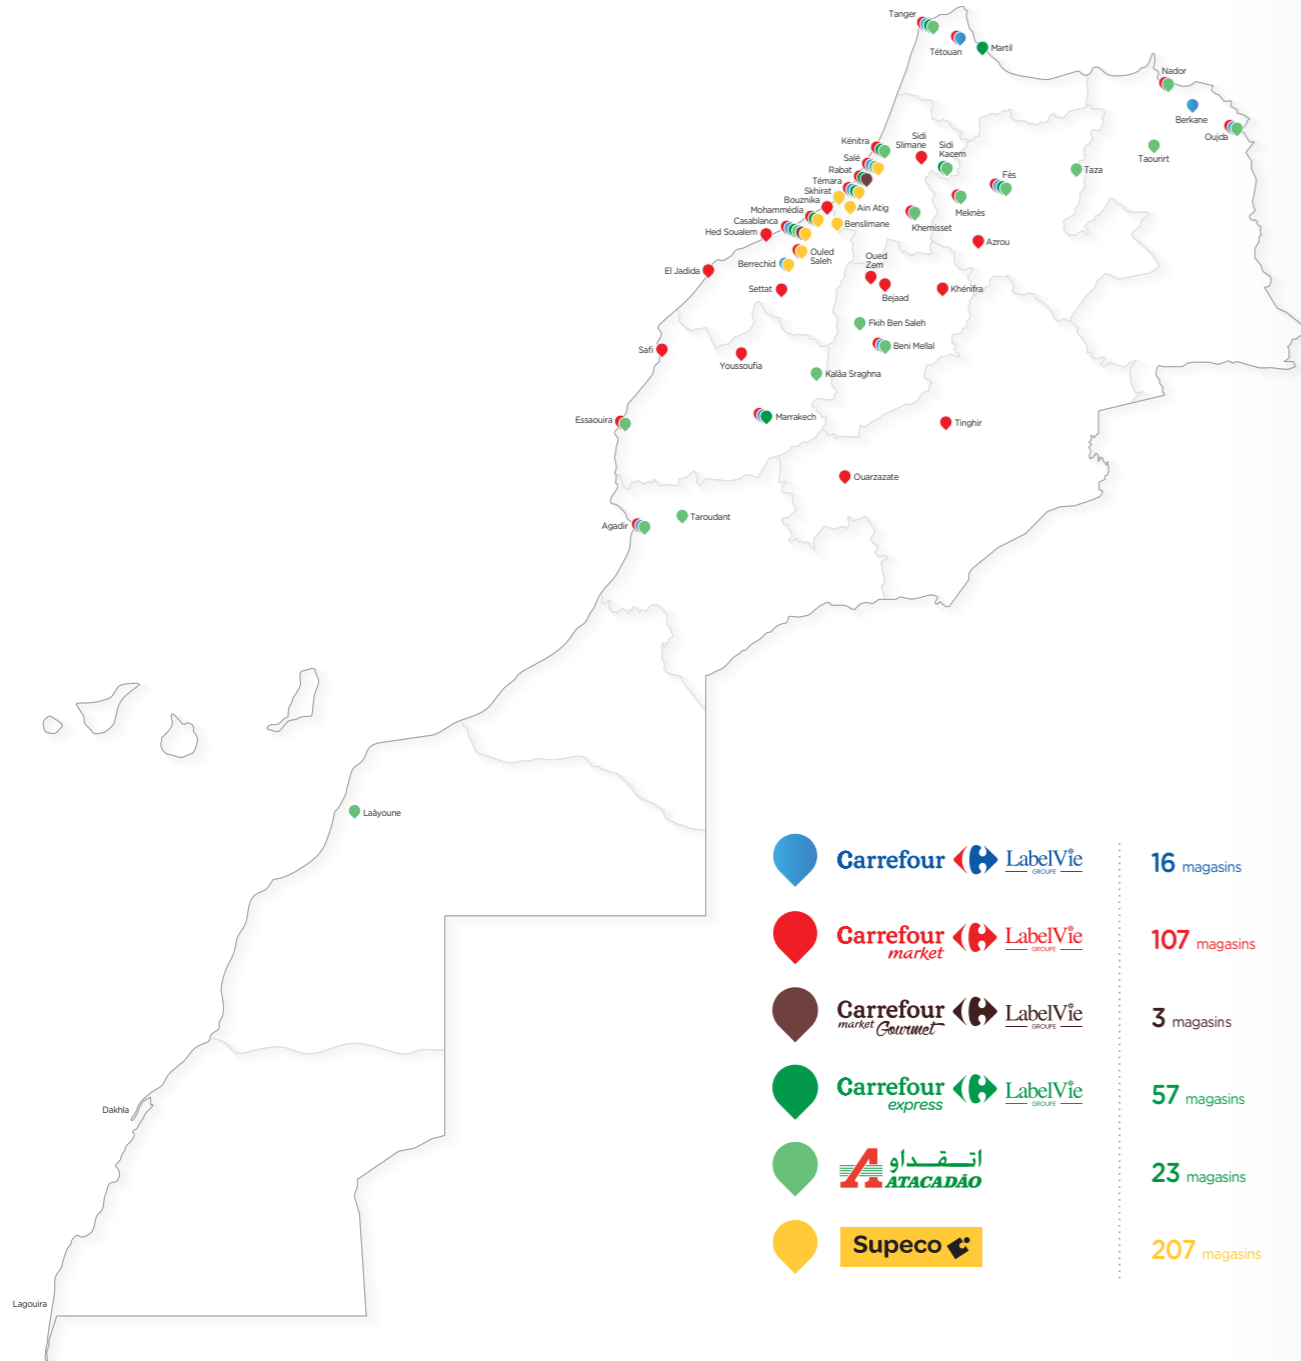 Tanger
Tétouan
Martil
Nador
Berkane
Oujda
Taourirt
Taza
Kénitra
Sidi
Slimane
Sidi
Kacem
Salé
Rabat
Témara
Skhirat
Bouznika
Mohammédia
Casablanca
Hed Soualem
Fès
Meknès
Khemisset
Ain Atig
Benslimane
Azrou
Ouled
Saleh
Berrechid
El Jadida
Settat
Oued
Zem
Bejaad
Khénifra
Fkih Ben Saleh
Beni Mellal
Safi
Youssoufia
Kalâa Sraghna
Essaouira
Marrakech
Tinghir
Ouarzazate
Agadir
Taroudant
Laâyoune
Dakhla
Lagouira
Carrefour LabelVie
GROUPE
16 magasins
Carrefour LabelVie
market GROUPE
107 magasins
Carrefour LabelVie
market Gourmet GROUPE
3 magasins
Carrefour LabelVie
express GROUPE
57 magasins
اتـقـداو
ATACADÃO
23 magasins
Supeco
207 magasins